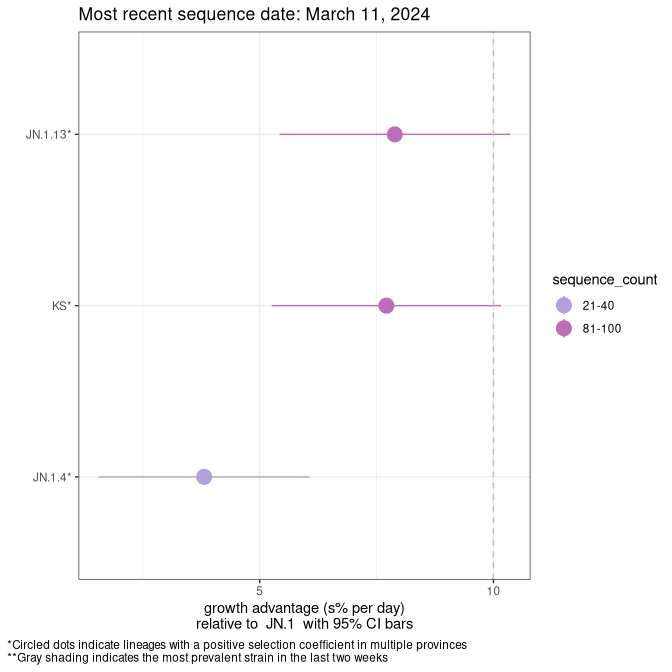 Most recent sequence date: March 11, 2024
JN.1.13*
KS*
JN.1.4*
5
10
growth advantage (s% per day)
relative to  JN.1  with 95% CI bars
sequence_count
21-40
81-100
*Circled dots indicate lineages with a positive selection coefficient in multiple provinces
**Gray shading indicates the most prevalent strain in the last two weeks